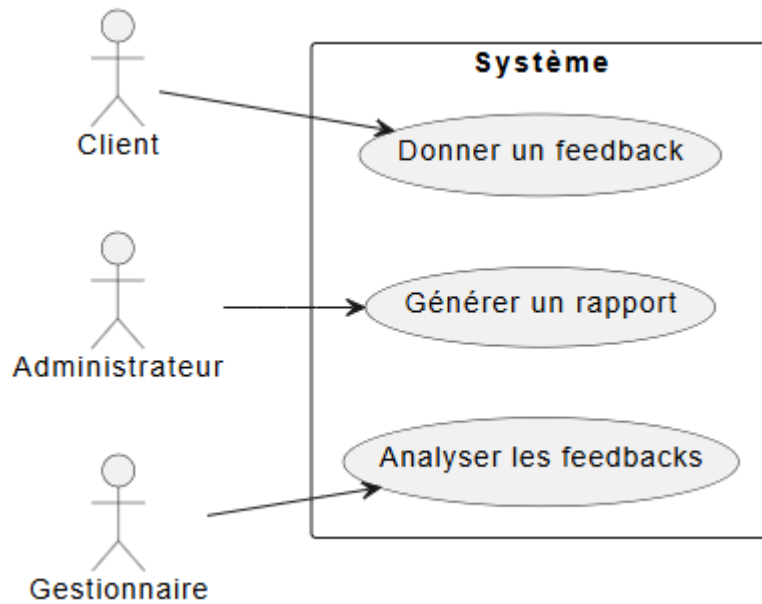 Système
Donner un feedback
Client
Générer un rapport
Administrateur
Analyser les feedbacks
Gestionnaire